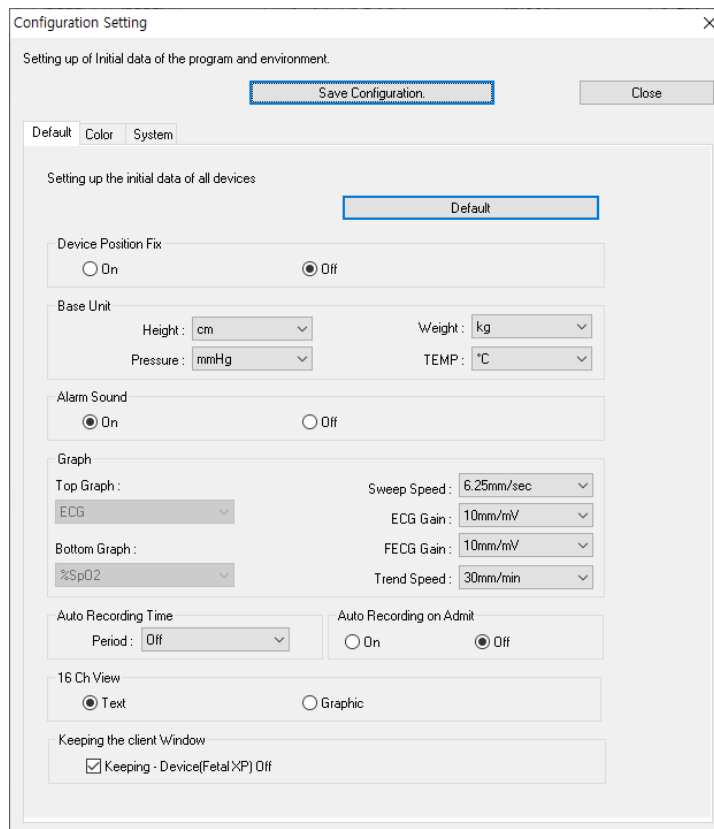 Configuration Setting
Setting up of Initial data of the program and environment.
Save Configuration. Close
Default Color System
Setting up the initial data of all devices
Default
Device Position Fix
On Off
Base Unit
Height : cm Weight : kg
Pressure : mmHg TEMP : °C
Alarm Sound
On Off
Graph
Top Graph : Sweep Speed : 6.25mm/sec
ECG ECG Gain : 10mm/mV
Bottom Graph : FECG Gain : 10mm/mV
%SpO2 Trend Speed : 30mm/min
Auto Recording Time Auto Recording on Admit
Period : Off On Off
16 Ch View
Text Graphic
Keeping the client Window
Keeping - Device(Fetal XP) Off